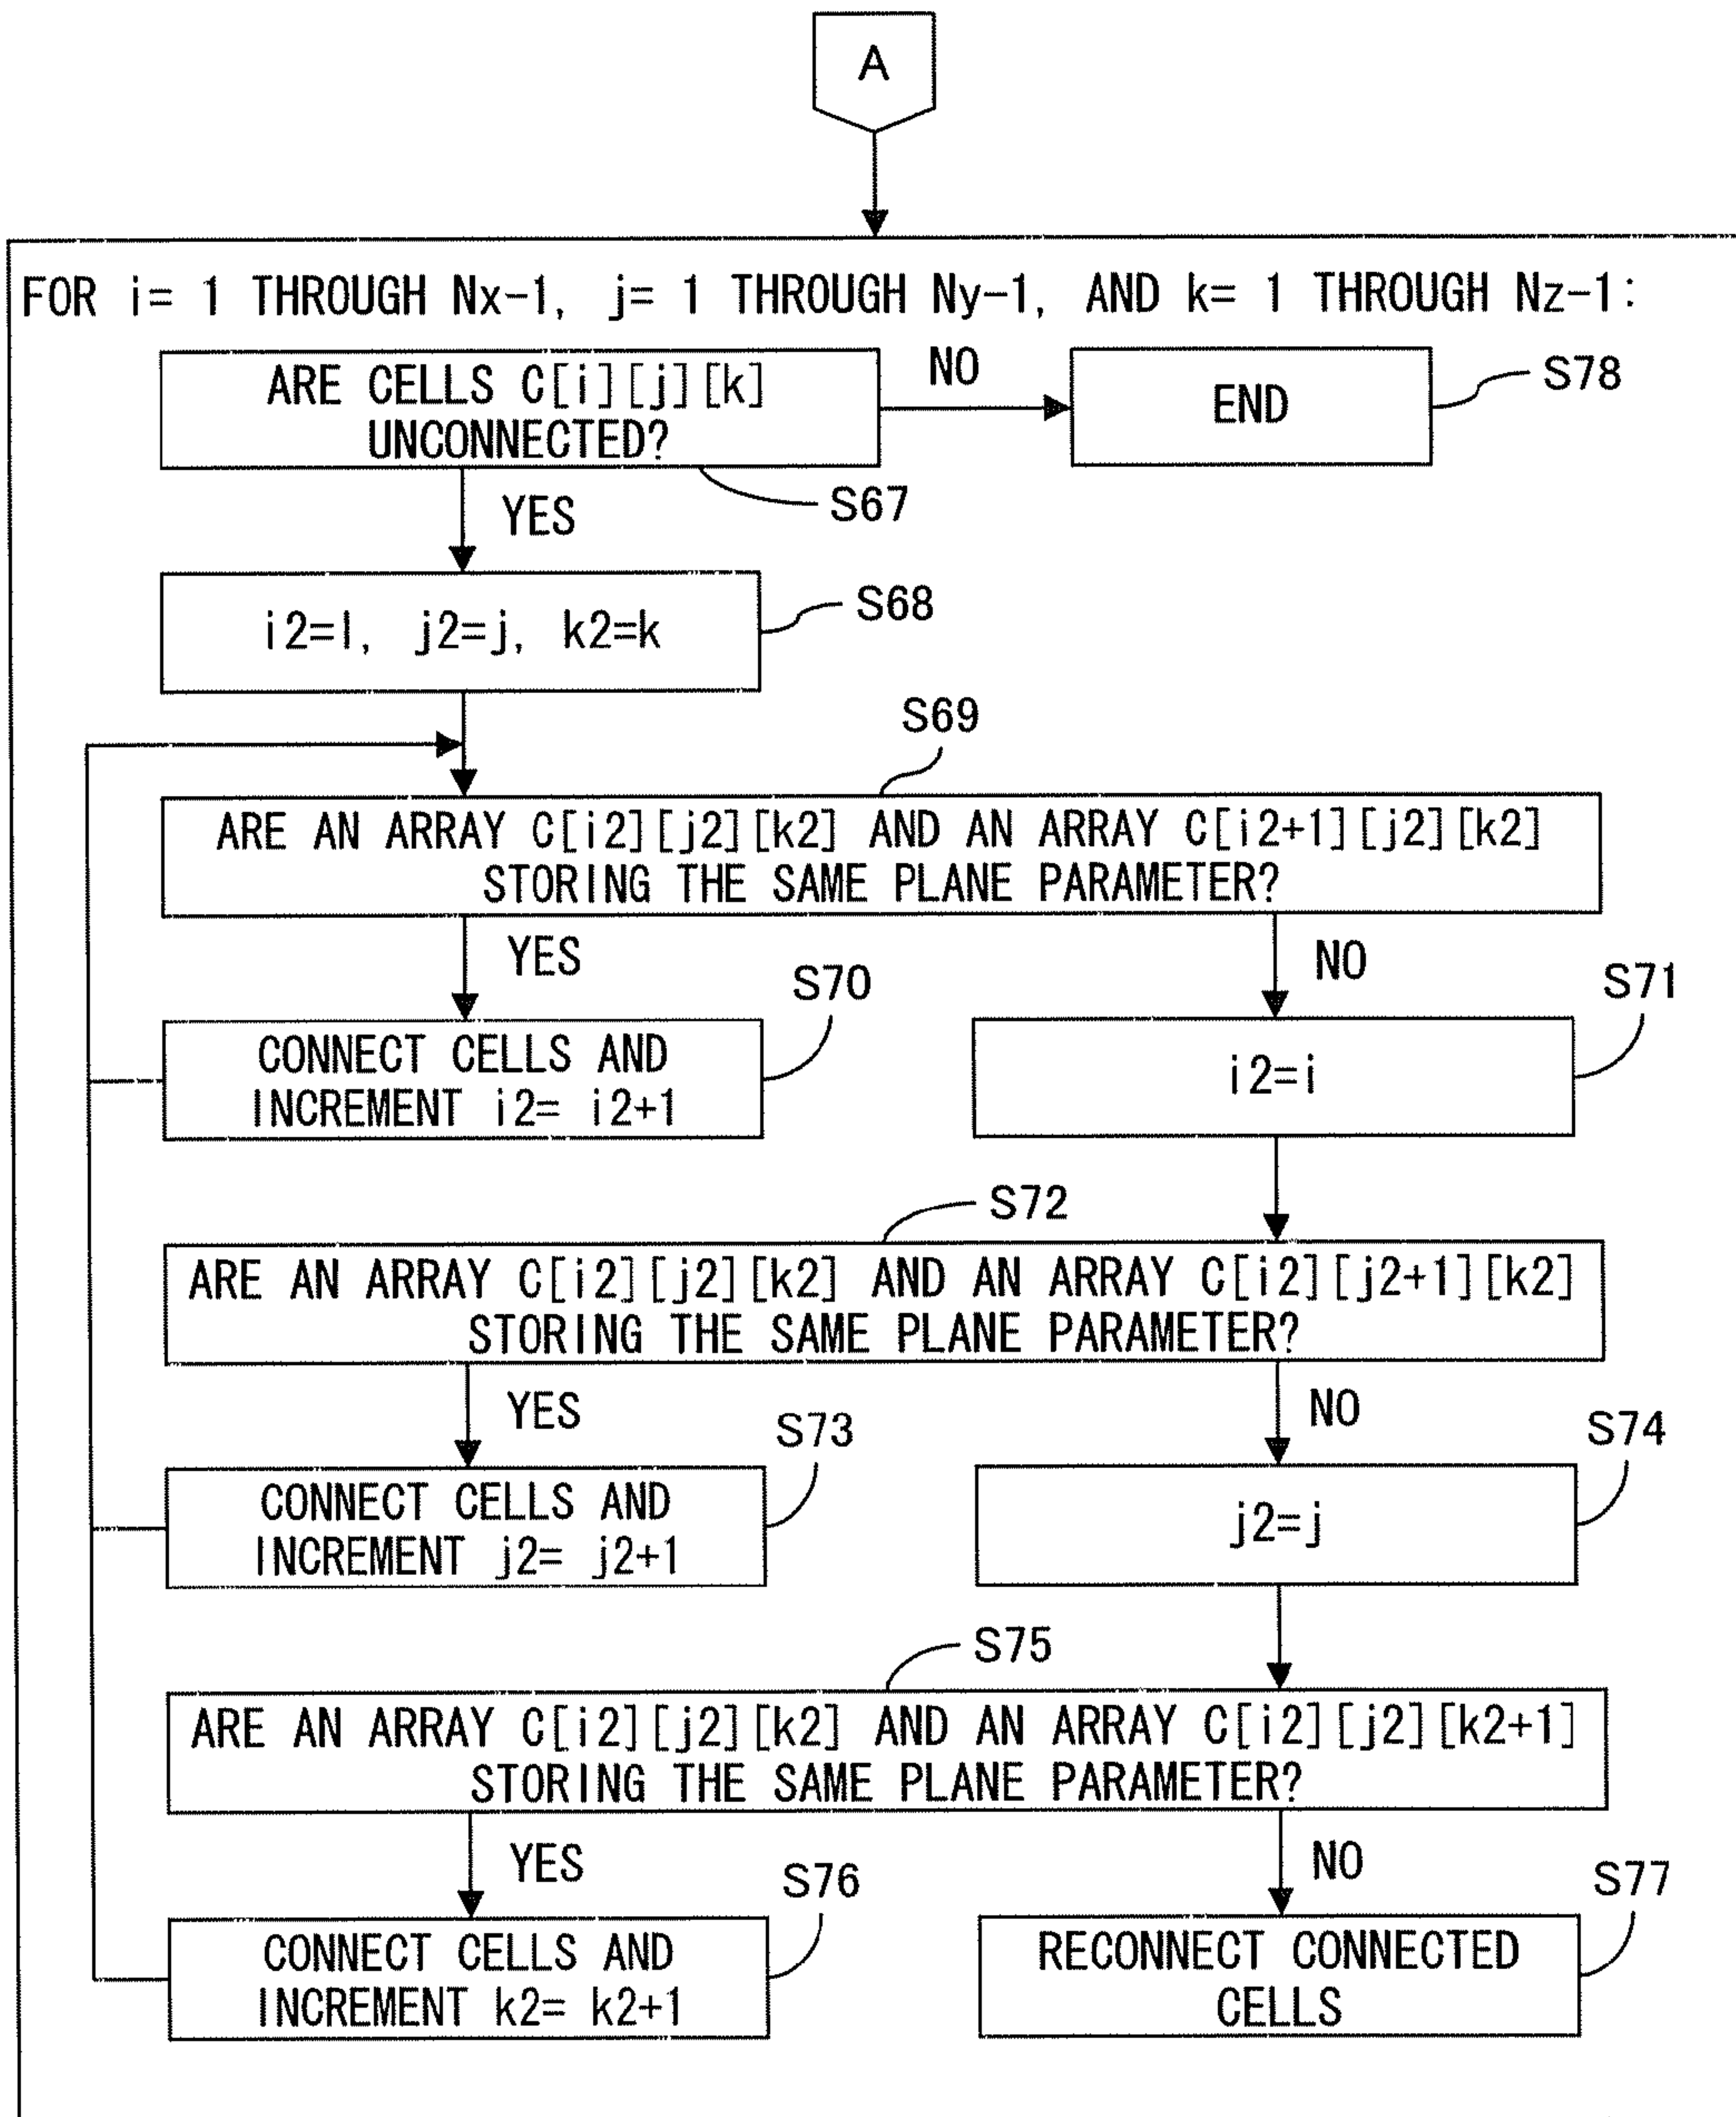 A
FOR i= 1 THROUGH Nx-1, j= 1 THROUGH Ny-1, AND k= 1 THROUGH Nz-1:
ARE CELLS C[i][j][k]
UNCONNECTED?
NO
END
S78
S67
YES
i2=l, j2=j, k2=k
S68
S69
ARE AN ARRAY C[i2][j2][k2] AND AN ARRAY C[i2+1][j2][k2]
STORING THE SAME PLANE PARAMETER?
YES
NO
S70
S71
CONNECT CELLS AND
INCREMENT i2= i2+1
i2=i
S72
ARE AN ARRAY C[i2][j2][k2] AND AN ARRAY C[i2][j2+1][k2]
STORING THE SAME PLANE PARAMETER?
YES
NO
S73
S74
CONNECT CELLS AND
INCREMENT j2= j2+1
j2=j
S75
ARE AN ARRAY C[i2][j2][k2] AND AN ARRAY C[i2][j2][k2+1]
STORING THE SAME PLANE PARAMETER?
YES
NO
S76
S77
CONNECT CELLS AND
INCREMENT k2= k2+1
RECONNECT CONNECTED
CELLS